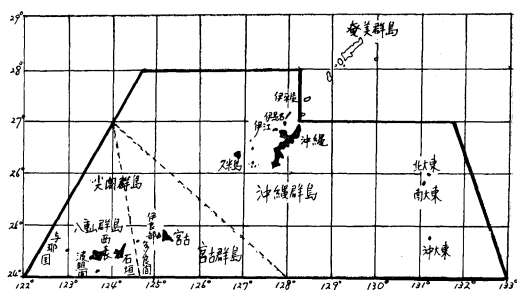 奄美群島
29°
28°
27°
26°
25°
24°
伊平屋
伊是名
伊江
沖縄
久米島
沖縄群島
北大東
南大東
沖大東
尖閣群島
八重山群島
西表
石垣
与那国
波照間
多良間
伊良部
宮古
宮古群島
122°
123°
124°
125°
126°
127°
128°
129°
130°
131°
132°
133°